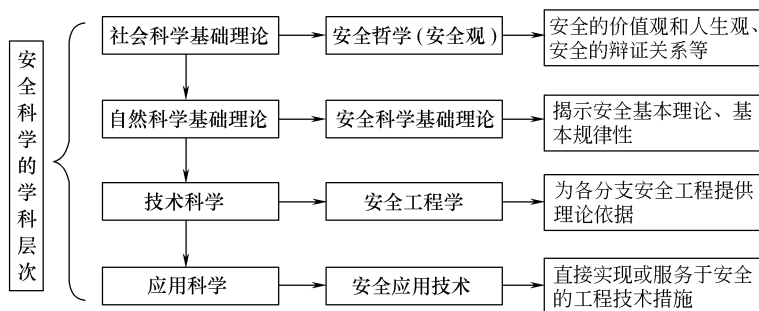 安全科学的学科层次
社会科学基础理论
安全哲学(安全观)
安全的价值观和人生观、
安全的辩证关系等
自然科学基础理论
安全科学基础理论
揭示安全基本理论、基
本规律性
技术科学
安全工程学
为各分支安全工程提供
理论依据
应用科学
安全应用技术
直接实现或服务于安全
的工程技术措施